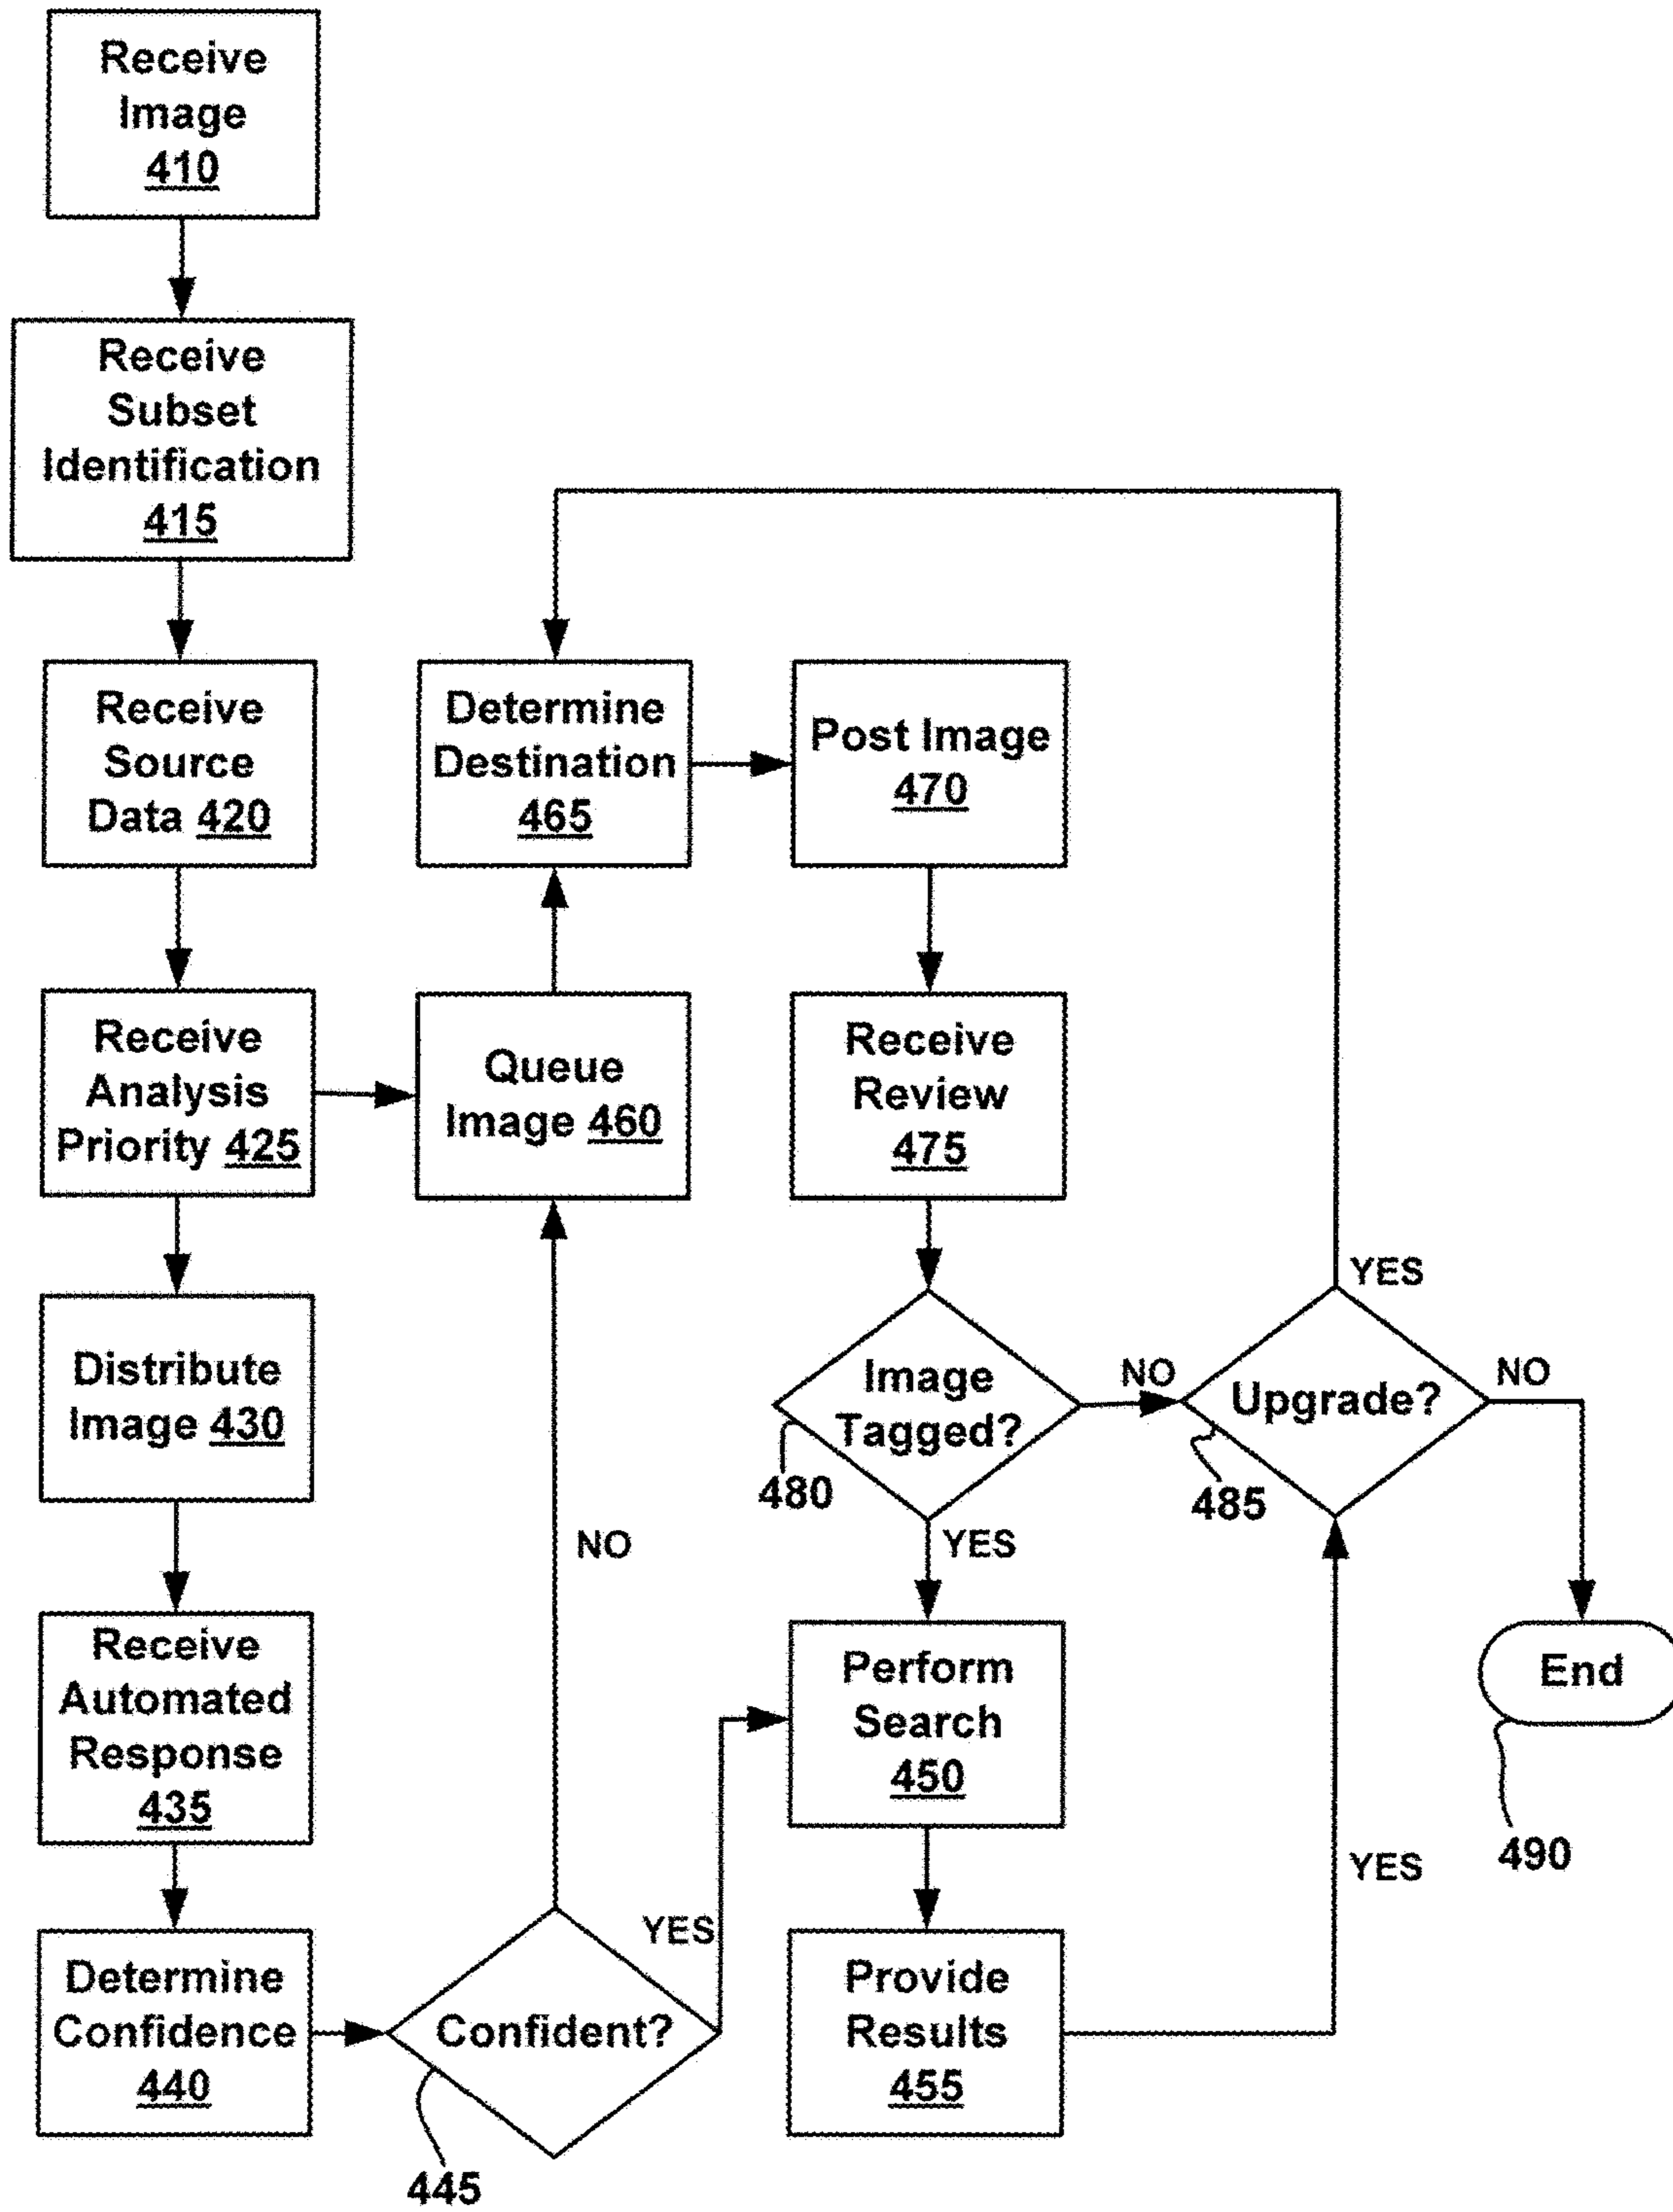 Receive
Image
410
Receive
Subset
Identification
415
Receive
Source
Data 420
Receive
Analysis
Priority 425
Distribute
Image 430
Receive
Automated
Response
435
Determine
Confidence
440
Confident?
445
NO
YES
Queue
Image 460
Determine
Destination
465
Post Image
470
Receive
Review
475
Image
Tagged?
480
NO
YES
Perform
Search
450
Provide
Results
455
YES
Upgrade?
485
YES
NO
End
490